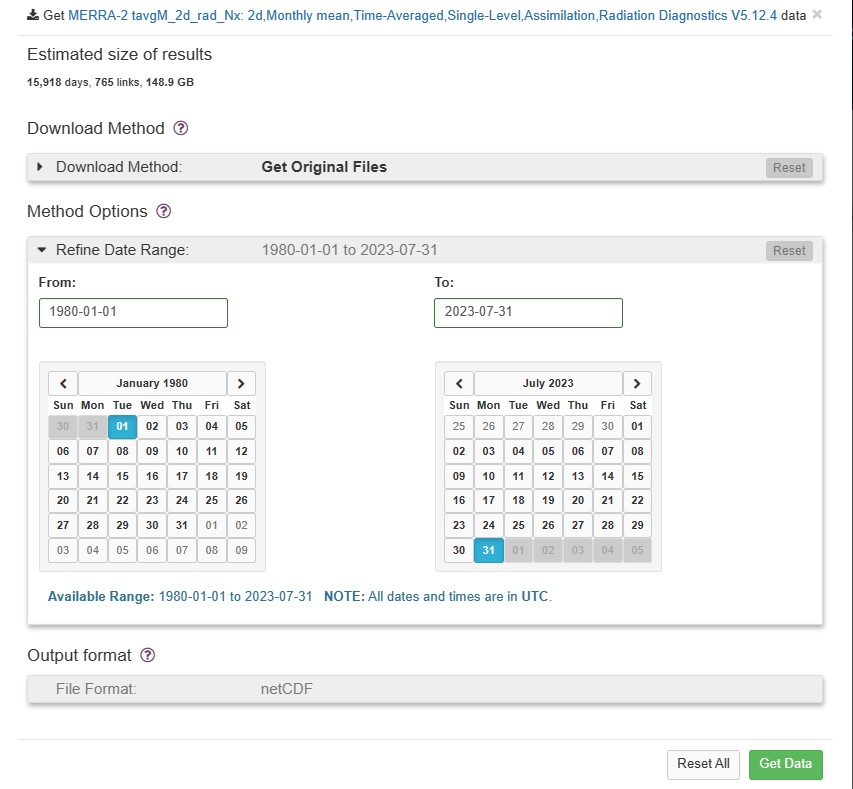 Get MERRA-2 tavgM_2d_rad_Nx: 2d,Monthly mean,Time-Averaged,Single-Level,Assimilation,Radiation Diagnostics V5.12.4 data ×
Estimated size of results
15,918 days, 765 links, 148.9 GB
Download Method ?
Download Method: Get Original Files Reset
Method Options ?
Refine Date Range: 1980-01-01 to 2023-07-31 Reset
From: To:
1980-01-01 2023-07-31
January 1980
Sun Mon Tue Wed Thu Fri Sat
30 31 01 02 03 04 05
06 07 08 09 10 11 12
13 14 15 16 17 18 19
20 21 22 23 24 25 26
27 28 29 30 31 01 02
03 04 05 06 07 08 09
July 2023
Sun Mon Tue Wed Thu Fri Sat
25 26 27 28 29 30 01
02 03 04 05 06 07 08
09 10 11 12 13 14 15
16 17 18 19 20 21 22
23 24 25 26 27 28 29
30 31 01 02 03 04 05
Available Range: 1980-01-01 to 2023-07-31 NOTE: All dates and times are in UTC.
Output format ?
File Format: netCDF
Reset All Get Data